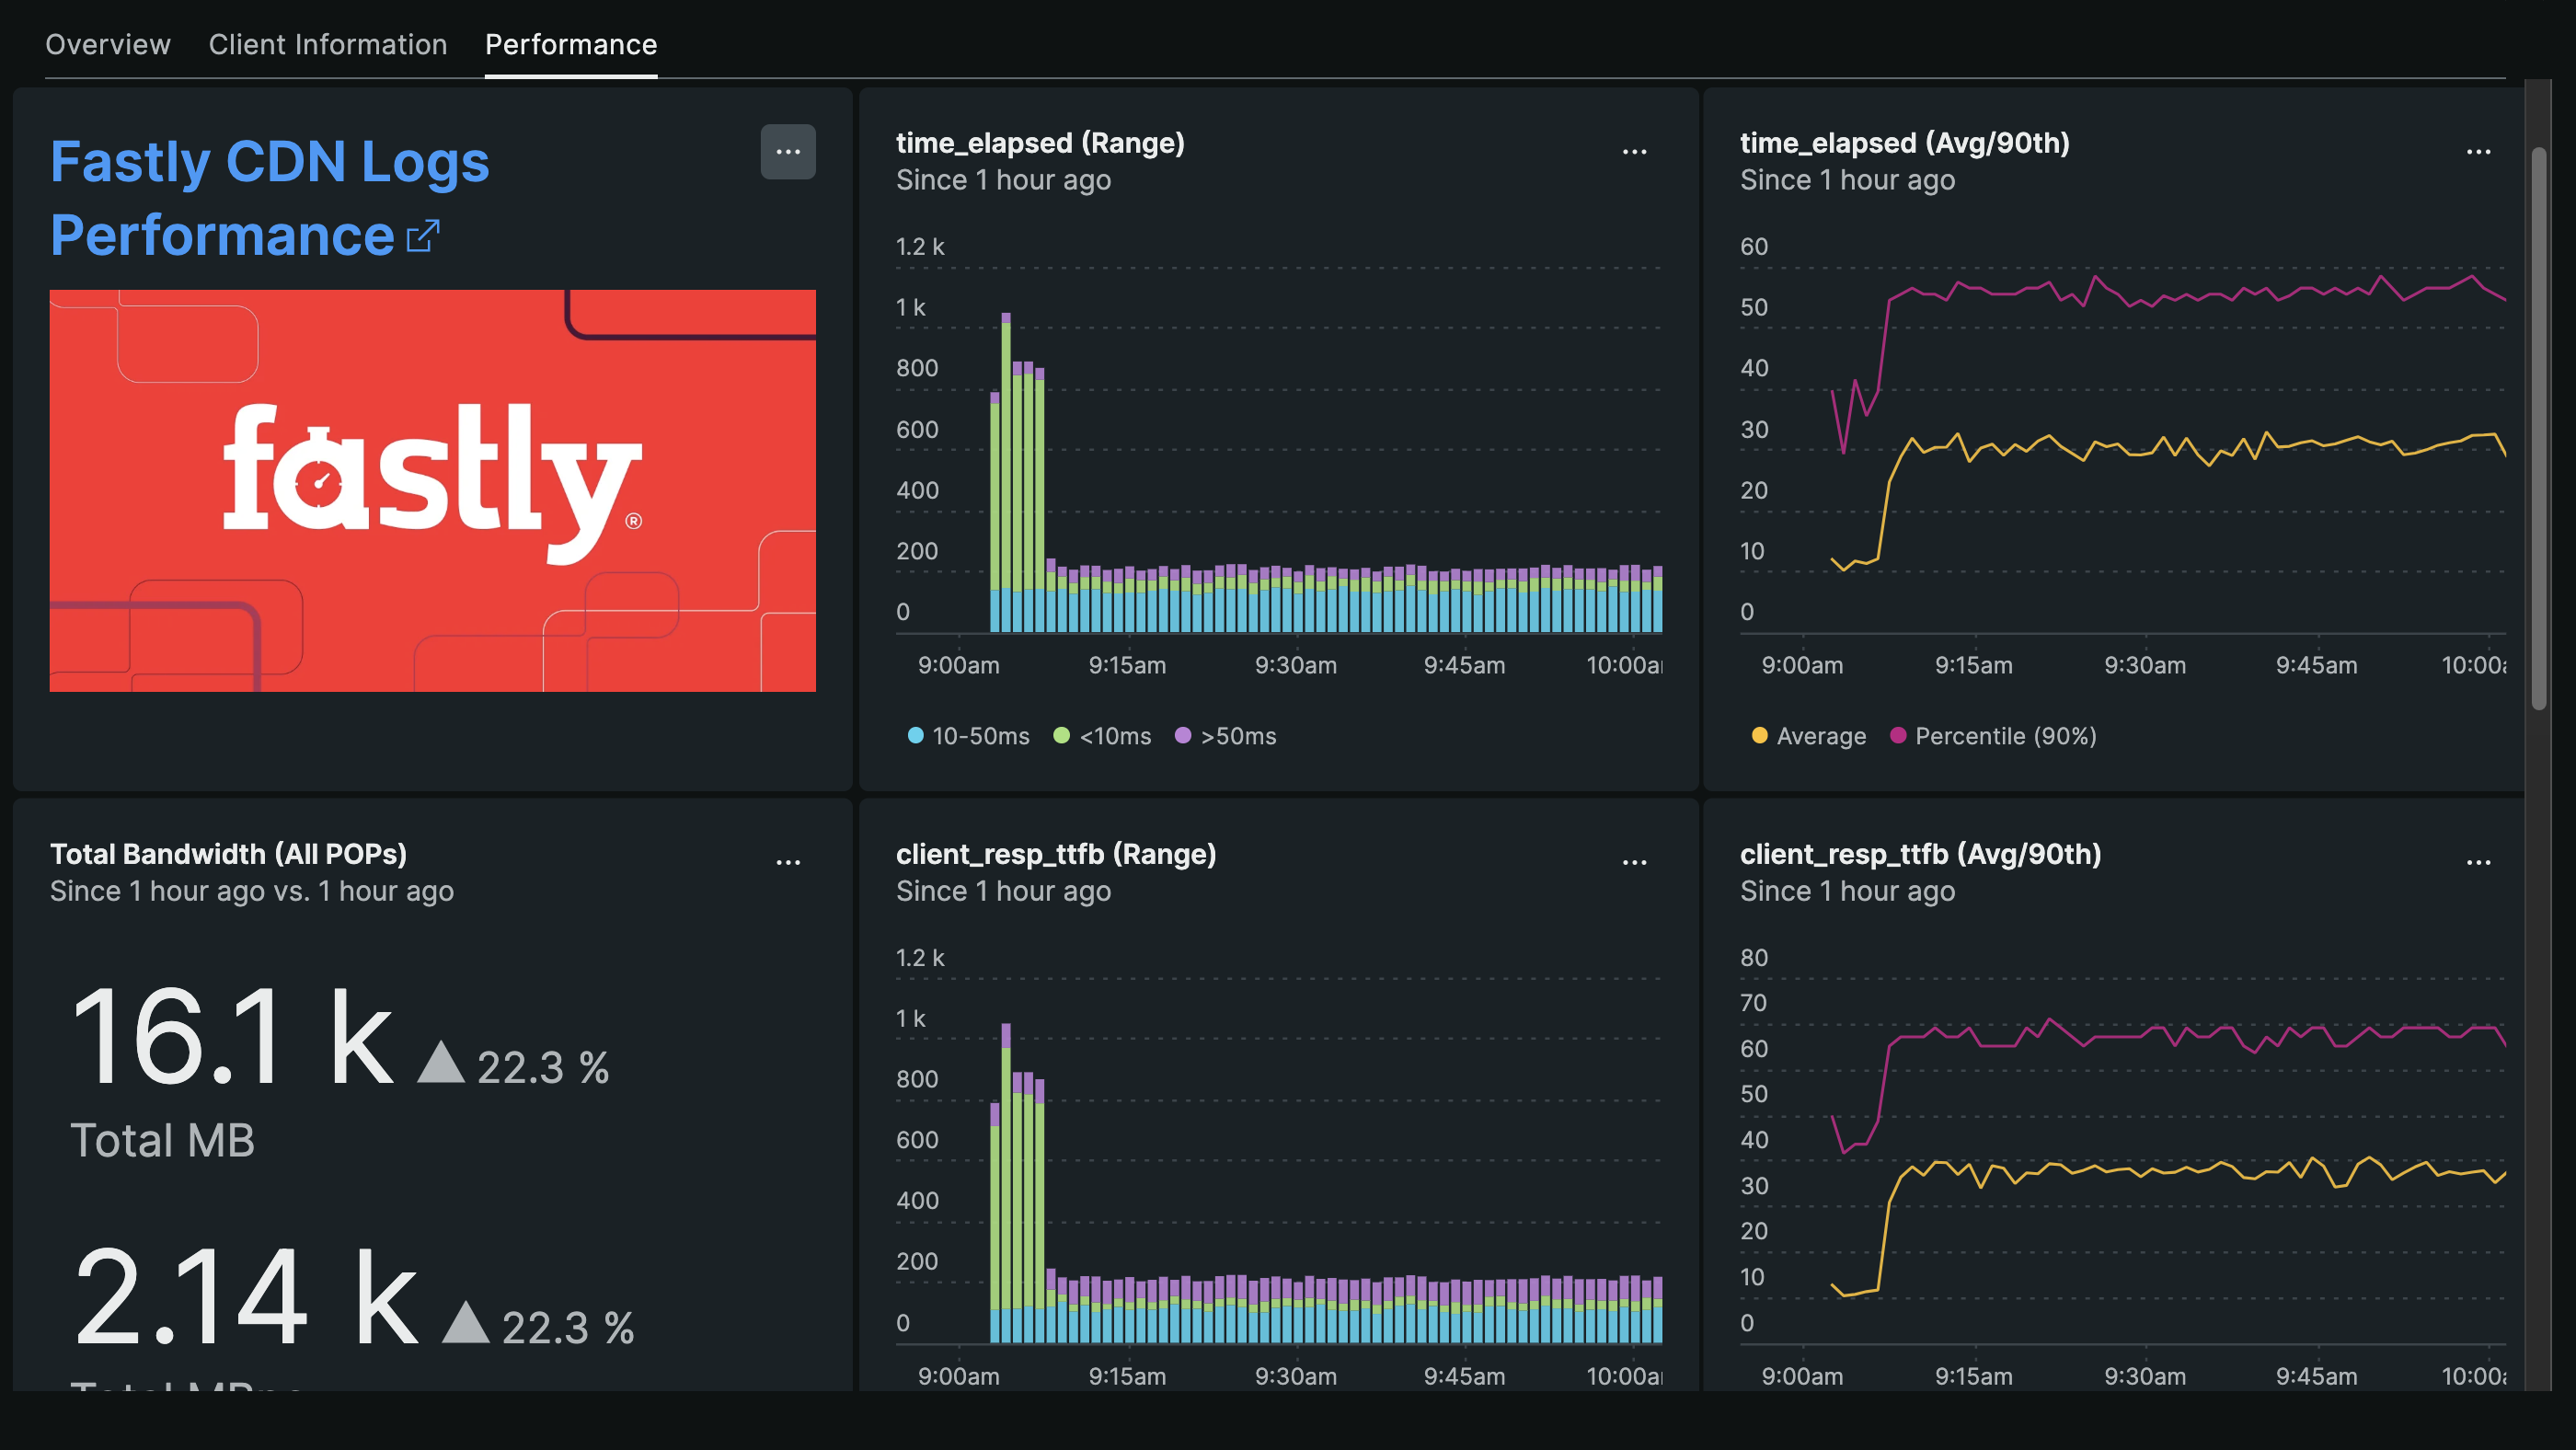 Overview Client Information Performance
Fastly CDN Logs
Performance
...
fastly®
time_elapsed (Range)
...
Since 1 hour ago
1.2 k
1 k
800
600
400
200
0
9:00am 9:15am 9:30am 9:45am 10:00a
10-50ms <10ms >50ms
time_elapsed (Avg/90th)
...
Since 1 hour ago
60
50
40
30
20
10
0
9:00am 9:15am 9:30am 9:45am 10:00a
Average Percentile (90%)
Total Bandwidth (All POPs)
...
Since 1 hour ago vs. 1 hour ago
16.1 k ▲ 22.3 %
Total MB
2.14 k ▲ 22.3 %
client_resp_ttfb (Range)
...
Since 1 hour ago
1.2 k
1 k
800
600
400
200
0
9:00am 9:15am 9:30am 9:45am 10:00a
client_resp_ttfb (Avg/90th)
...
Since 1 hour ago
80
70
60
50
40
30
20
10
0
9:00am 9:15am 9:30am 9:45am 10:00a